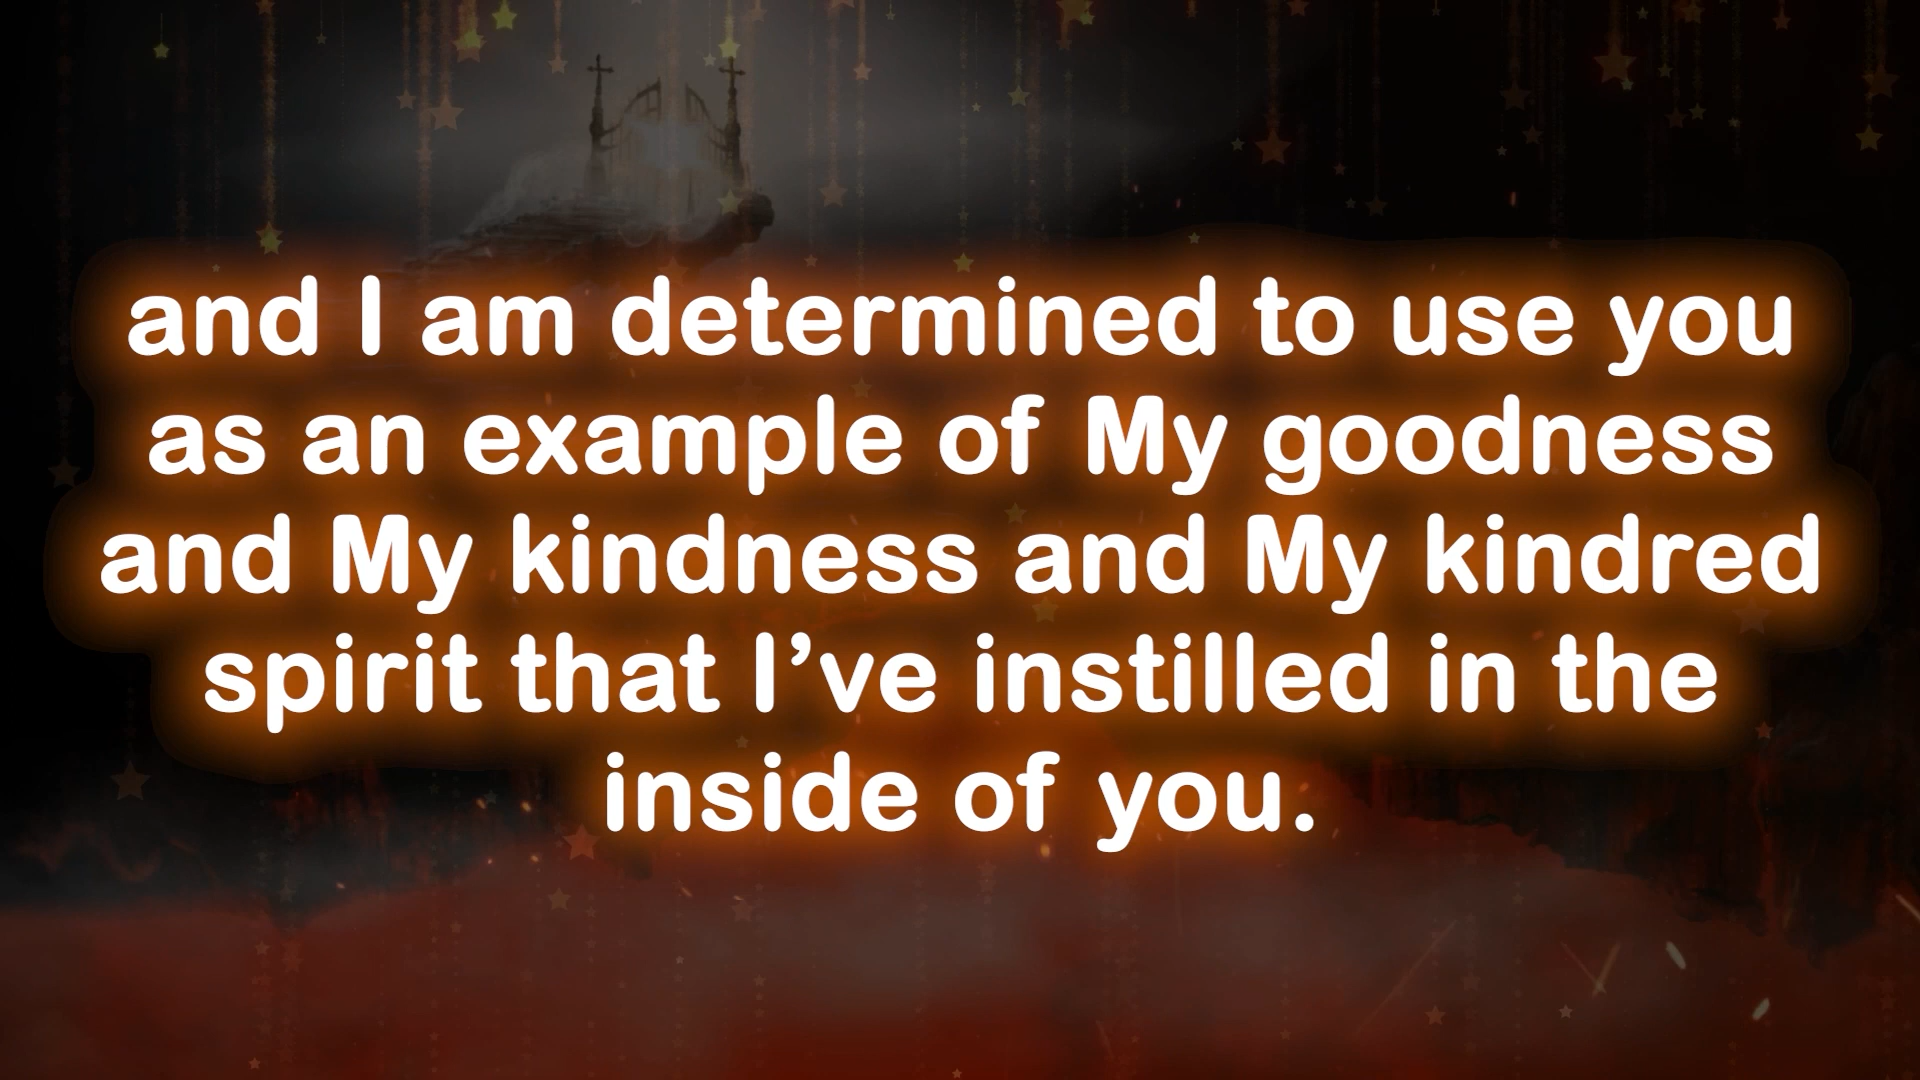 and I am determined to use you
as an example of My goodness
and My kindness and My kindred
spirit that I’ve instilled in the
inside of you.